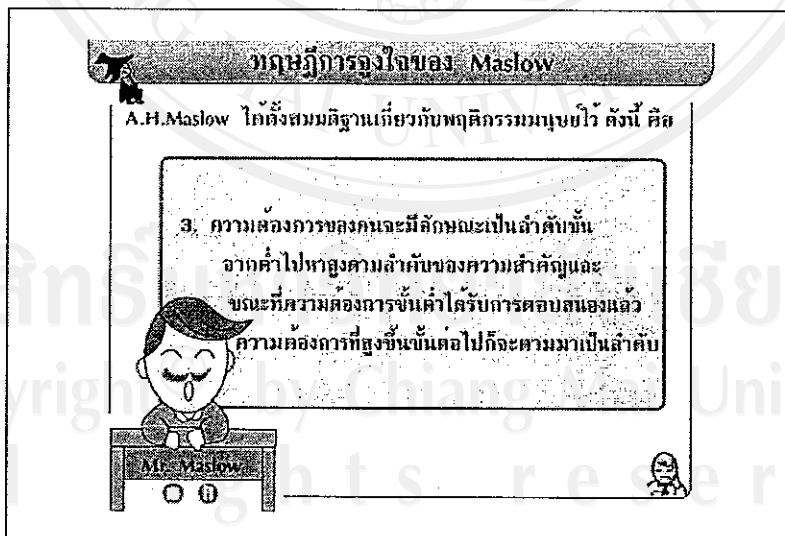 ทฤษฎีการจูงใจของ Maslow
A.H.Maslow ได้ตั้งสมมติฐานเกี่ยวกับพฤติกรรมมนุษย์ไว้ ดังนี้ คือ
3. ความต้องการของคนจะมีลักษณะเป็นลำดับขั้น
จากต่ำไปหาสูงตามลำดับของความสำคัญและ
ขณะที่ความต้องการขั้นต่ำได้รับการตอบสนองแล้ว
ความต้องการที่สูงขึ้นขั้นต่อไปก็จะตามมาเป็นลำดับ
Mr. Maslow
UNIVERSIT
by Chiang Mai Uni
rights reser